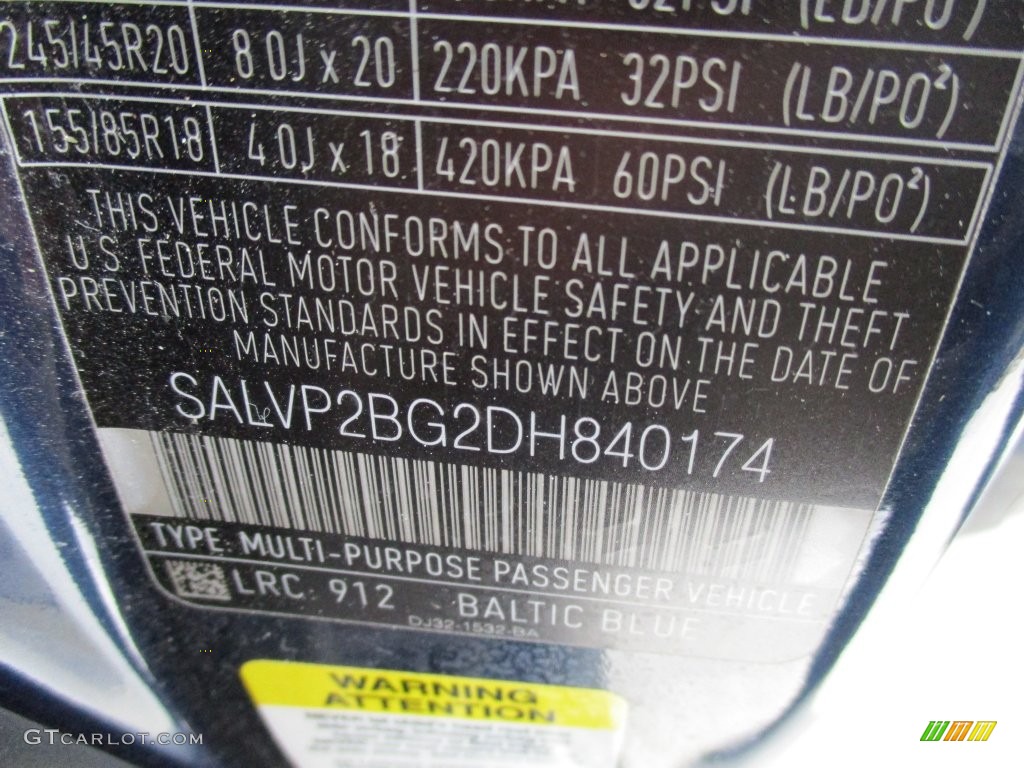 32PSI (LB/PO²)
245/45R20 8.0J x 20 220KPA 32PSI (LB/PO²)
155/85R18 4.0J x 18 420KPA 60PSI (LB/PO²)
THIS VEHICLE CONFORMS TO ALL APPLICABLE
U.S. FEDERAL MOTOR VEHICLE SAFETY AND THEFT
PREVENTION STANDARDS IN EFFECT ON THE DATE OF
MANUFACTURE SHOWN ABOVE
SALVP2BG2DH840174
TYPE: MULTI-PURPOSE PASSENGER VEHICLE
LRC: 912 BALTIC BLUE
DJ32-1532-BA
WARNING
ATTENTION
GTCarLot.com